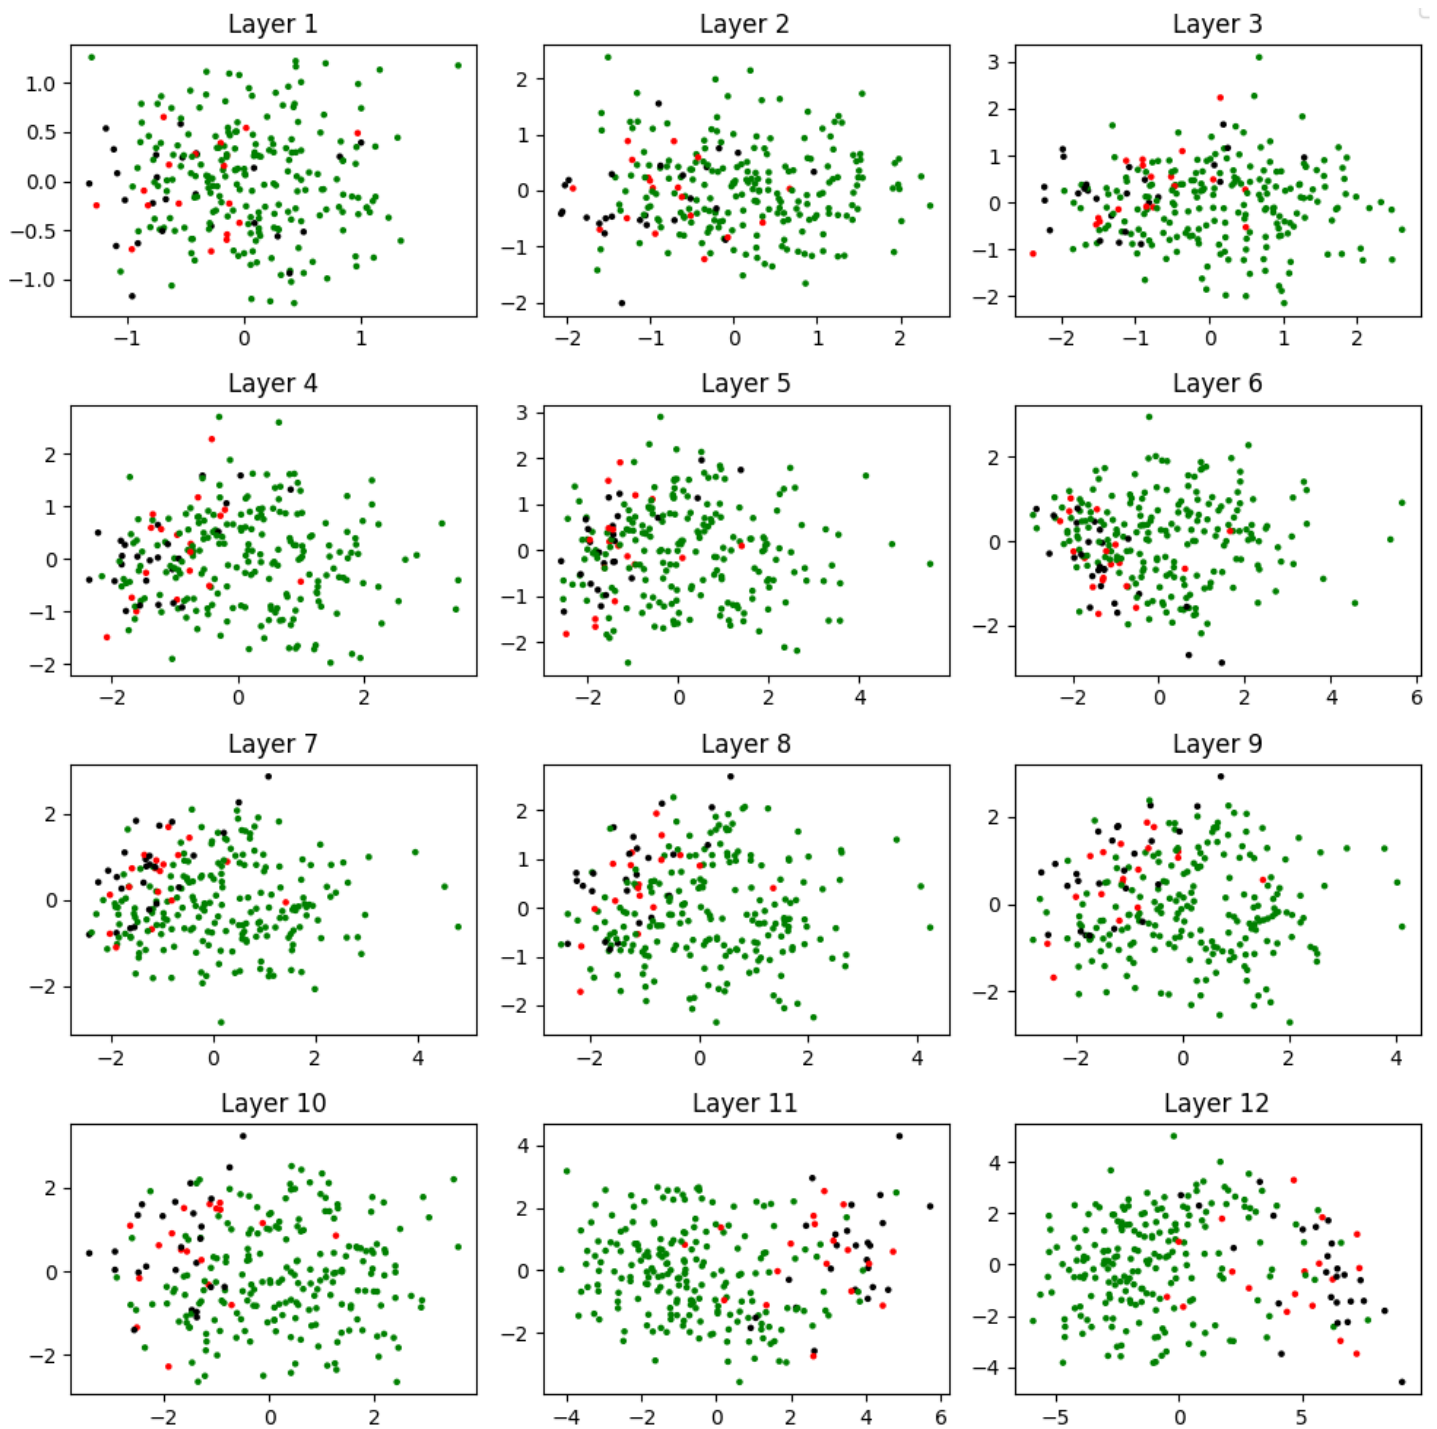 Layer 1 Layer 2 Layer 3
1.0 2 3
0.5 1 2
0.0 0 1
−0.5 −1 0
−1.0 −2 −1
−2
−1 0 1 −2 −1 0 1 2 −2 −1 0 1 2
Layer 4 Layer 5 Layer 6
2 3 2
1 2 0
0 1 −2
−1 0
−2 −1
−2
−2 0 2 −2 0 2 4 −2 0 2 4 6
Layer 7 Layer 8 Layer 9
2 2 2
0 1 0
−2 0 −2
−1
−2
−2 0 2 4 −2 0 2 4 −2 0 2 4
Layer 10 Layer 11 Layer 12
2 4 4
0 2 2
−2 0 0
−2 −2
−4
−2 0 2 −4 −2 0 2 4 6 −5 0 5